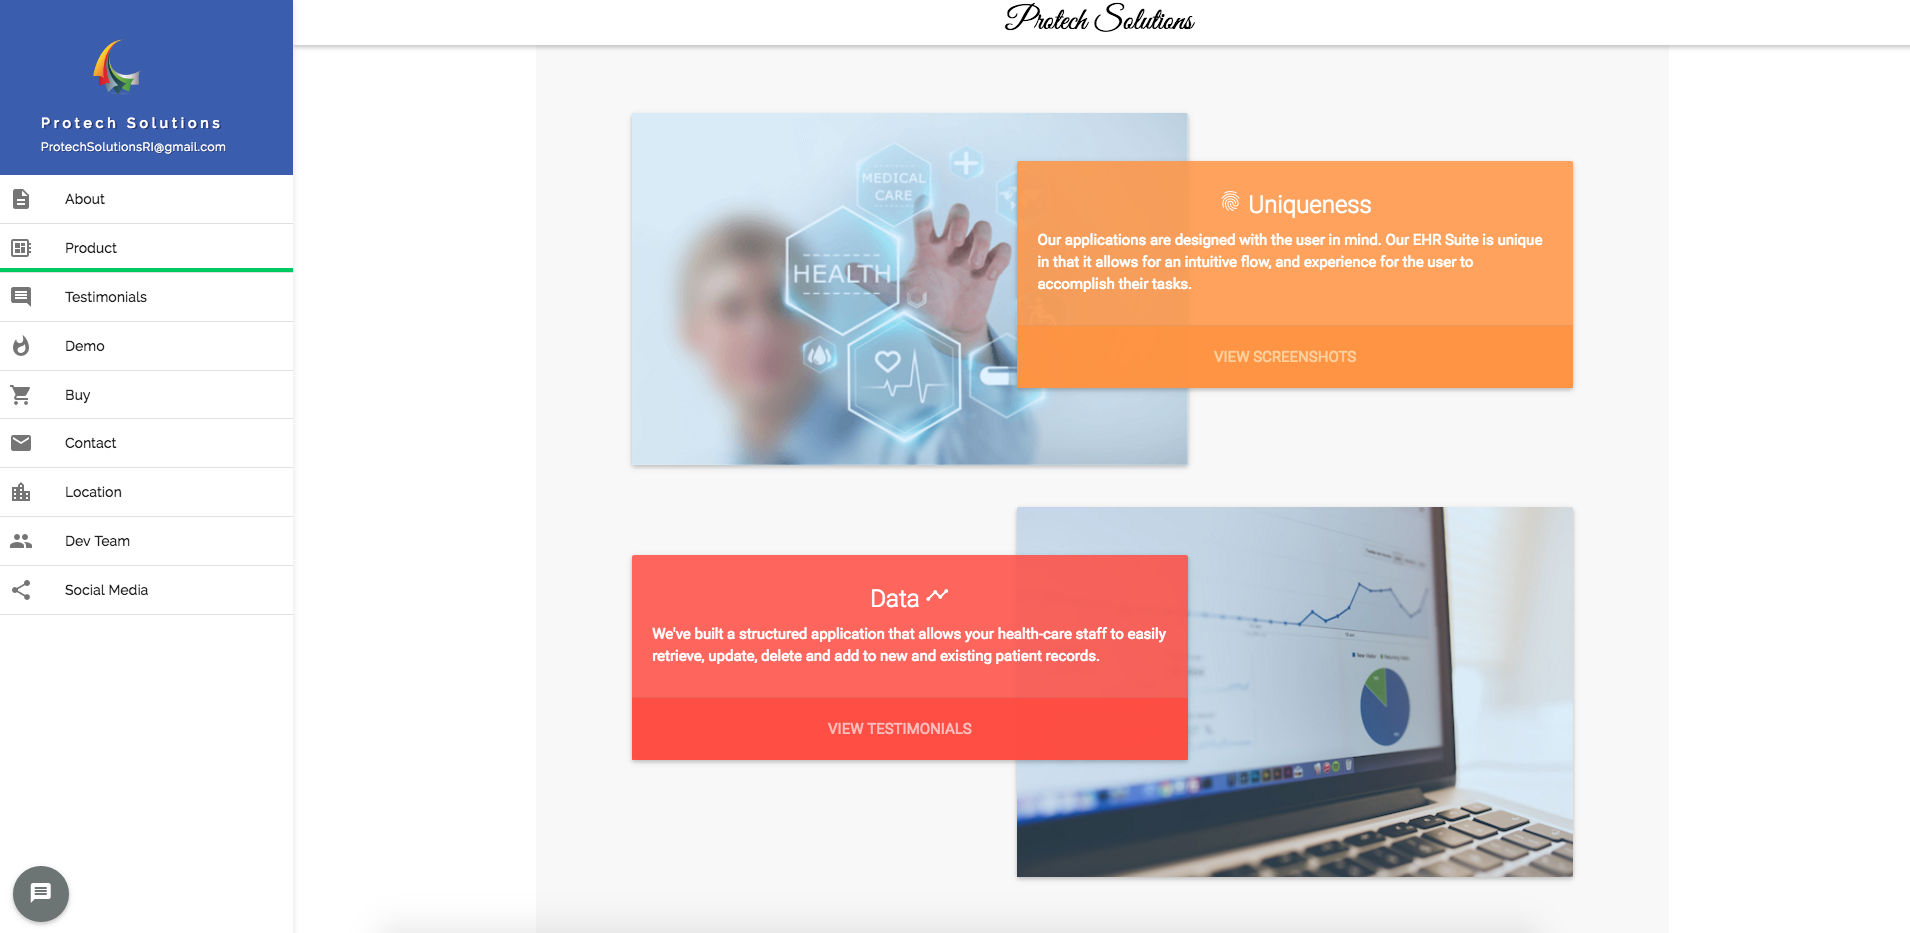 Protech Solutions
Protech Solutions
ProtechSolutionsRI@gmail.com
About
Product
Testimonials
Demo
Buy
Contact
Location
Dev Team
Social Media
MEDICAL
CARE
HEALTH
Uniqueness
Our applications are designed with the user in mind. Our EHR Suite is unique
in that it allows for an intuitive flow, and experience for the user to
accomplish their tasks.
VIEW SCREENSHOTS
Data
We've built a structured application that allows your health-care staff to easily
retrieve, update, delete and add to new and existing patient records.
VIEW TESTIMONIALS